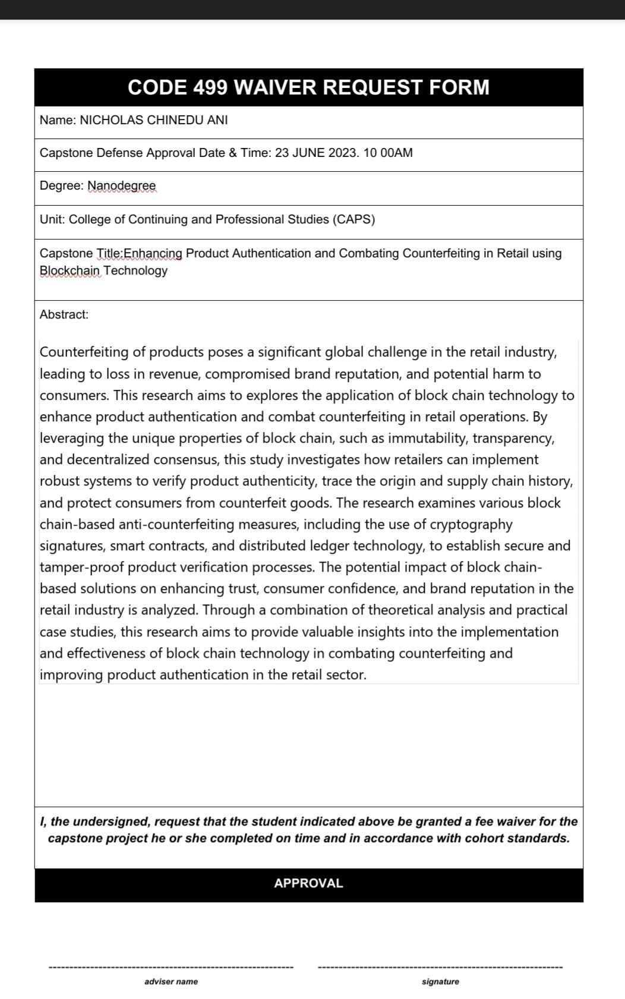 CODE 499 WAIVER REQUEST FORM
Name: NICHOLAS CHINEDU ANI
Capstone Defense Approval Date & Time: 23 JUNE 2023. 10 00AM
Degree: Nanodegree
Unit: College of Continuing and Professional Studies (CAPS)
Capstone Title:Enhancing Product Authentication and Combating Counterfeiting in Retail using
Blockchain Technology
Abstract:
Counterfeiting of products poses a significant global challenge in the retail industry,
leading to loss in revenue, compromised brand reputation, and potential harm to
consumers. This research aims to explores the application of block chain technology to
enhance product authentication and combat counterfeiting in retail operations. By
leveraging the unique properties of block chain, such as immutability, transparency,
and decentralized consensus, this study investigates how retailers can implement
robust systems to verify product authenticity, trace the origin and supply chain history,
and protect consumers from counterfeit goods. The research examines various block
chain-based anti-counterfeiting measures, including the use of cryptography
signatures, smart contracts, and distributed ledger technology, to establish secure and
tamper-proof product verification processes. The potential impact of block chain-
based solutions on enhancing trust, consumer confidence, and brand reputation in the
retail industry is analyzed. Through a combination of theoretical analysis and practical
case studies, this research aims to provide valuable insights into the implementation
and effectiveness of block chain technology in combating counterfeiting and
improving product authentication in the retail sector.
I, the undersigned, request that the student indicated above be granted a fee waiver for the
capstone project he or she completed on time and in accordance with cohort standards.
APPROVAL
adviser name
signature